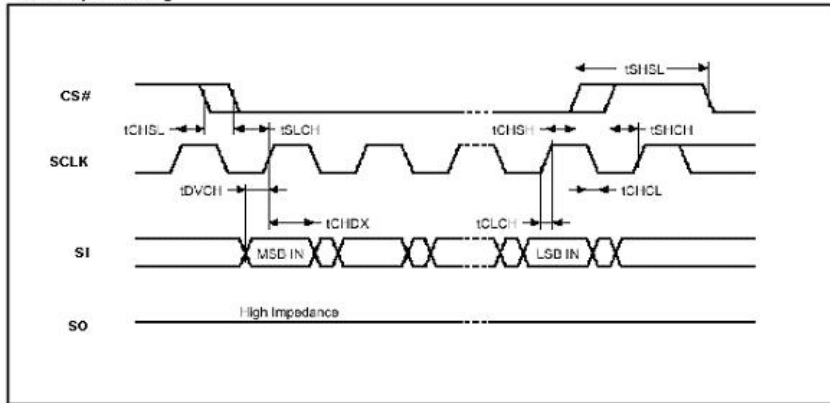 tSHSL
CS#
tCHSL
tSLCH
tCHSH
tSHCH
SCLK
tDVCH
tCHDX
tCLCH
tCHCL
SI
MSB IN
LSB IN
High Impedance
SO